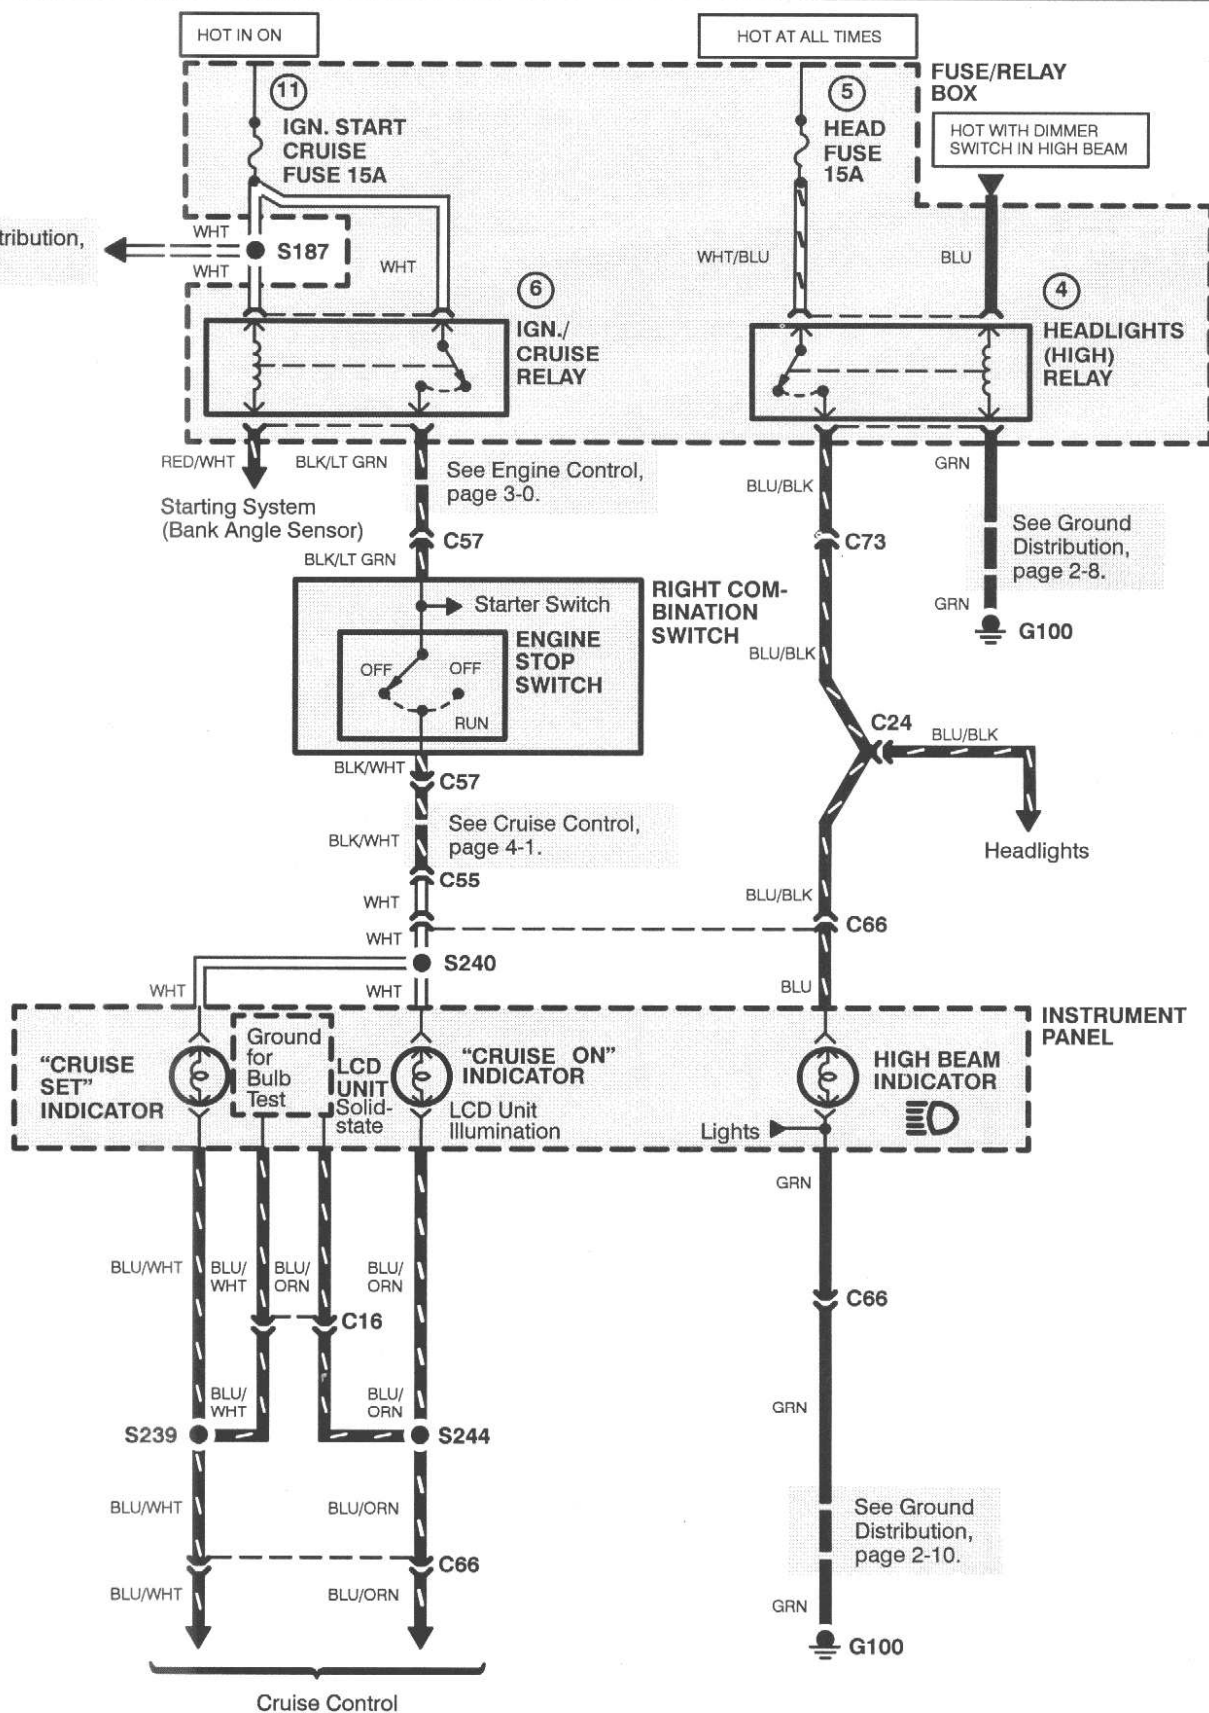 HOT IN ON
HOT AT ALL TIMES
11
IGN. START
CRUISE
FUSE 15A
5
HEAD
FUSE
15A
FUSE/RELAY
BOX
HOT WITH DIMMER
SWITCH IN HIGH BEAM
tribution,
WHT
S187
WHT
WHT
WHT/BLU
BLU
6
IGN./
CRUISE
RELAY
4
HEADLIGHTS
(HIGH)
RELAY
RED/WHT
BLK/LT GRN
See Engine Control,
page 3-0.
Starting System
(Bank Angle Sensor)
BLU/BLK
GRN
C57
BLK/LT GRN
C73
See Ground
Distribution,
page 2-8.
GRN
G100
Starter Switch
RIGHT COM-
BINATION
SWITCH
ENGINE
STOP
SWITCH
OFF
OFF
RUN
BLU/BLK
C24
BLU/BLK
Headlights
BLK/WHT
C57
See Cruise Control,
page 4-1.
BLK/WHT
C55
WHT
BLU/BLK
C66
WHT
S240
WHT
WHT
BLU
INSTRUMENT
PANEL
"CRUISE
SET"
INDICATOR
Ground
for
Bulb
Test
LCD
UNIT
Solid-
state
"CRUISE ON"
INDICATOR
LCD Unit
Illumination
HIGH BEAM
INDICATOR
Lights
GRN
BLU/WHT
BLU/
WHT
BLU/
ORN
BLU/
ORN
C16
C66
BLU/
WHT
BLU/
ORN
GRN
S239
S244
BLU/WHT
BLU/ORN
See Ground
Distribution,
page 2-10.
C66
BLU/WHT
BLU/ORN
GRN
G100
Cruise Control